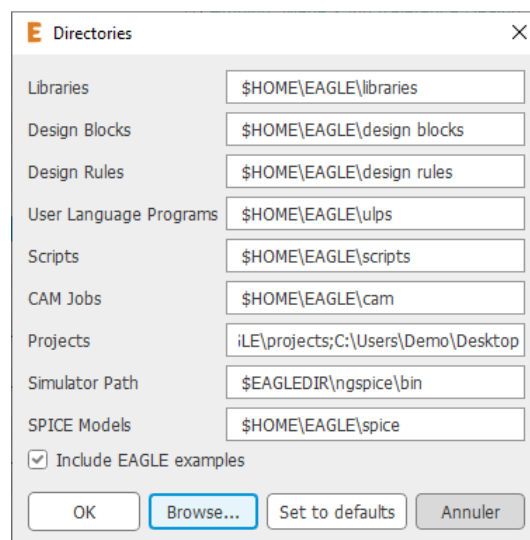 E Directories
Libraries $HOME\EAGLE\libraries
Design Blocks $HOME\EAGLE\design blocks
Design Rules $HOME\EAGLE\design rules
User Language Programs $HOME\EAGLE\ulps
Scripts $HOME\EAGLE\scripts
CAM Jobs $HOME\EAGLE\cam
Projects GLE\projects;C:\Users\Demo\Desktop
Simulator Path $EAGLEDIR\ngspice\bin
SPICE Models $HOME\EAGLE\spice
Include EAGLE examples
OK Browse... Set to defaults Annuler